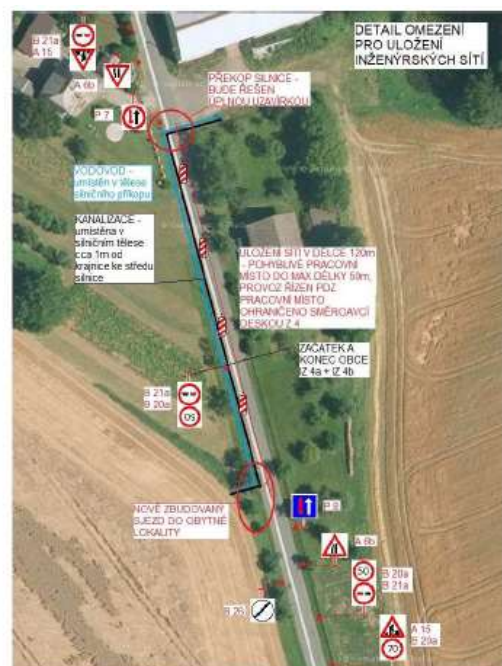 DETAIL OMEZENÍ
PRO ULOŽENÍ
INŽENÝRSKÝCH SÍTÍ
B 21a
A 15
A 6b
P 7
PŘEKOP SILNICE -
BUDE ŘEŠEN
ÚPLNOU UZAVÍRKOU
VODOVOD -
umístěn v tělese
silničního příkopu
KANALIZACE -
umístěna v
silničním tělese
cca 1m od
krajnice ke středu
silnice
ULOŽENÍ SÍTÍ V DÉLCE 120m
- POHYBLIVÉ PRACOVNÍ
MÍSTO DO MAX DÉLKY 50m,
PROVOZ ŘÍZEN PDZ
PRACOVNÍ MÍSTO
OHRANIČENO SMĚROVACÍ
DESKOU Z 4
ZAČÁTEK A
KONEC OBCE
IZ 4a + IZ 4b
B 21a
B 20a
50
NOVĚ ZBUDOVANÝ
SJEZD DO OBYTNÉ
LOKALITY
P 8
A 6b
50
B 20a
B 21a
B 26
A 15
B 20a
70